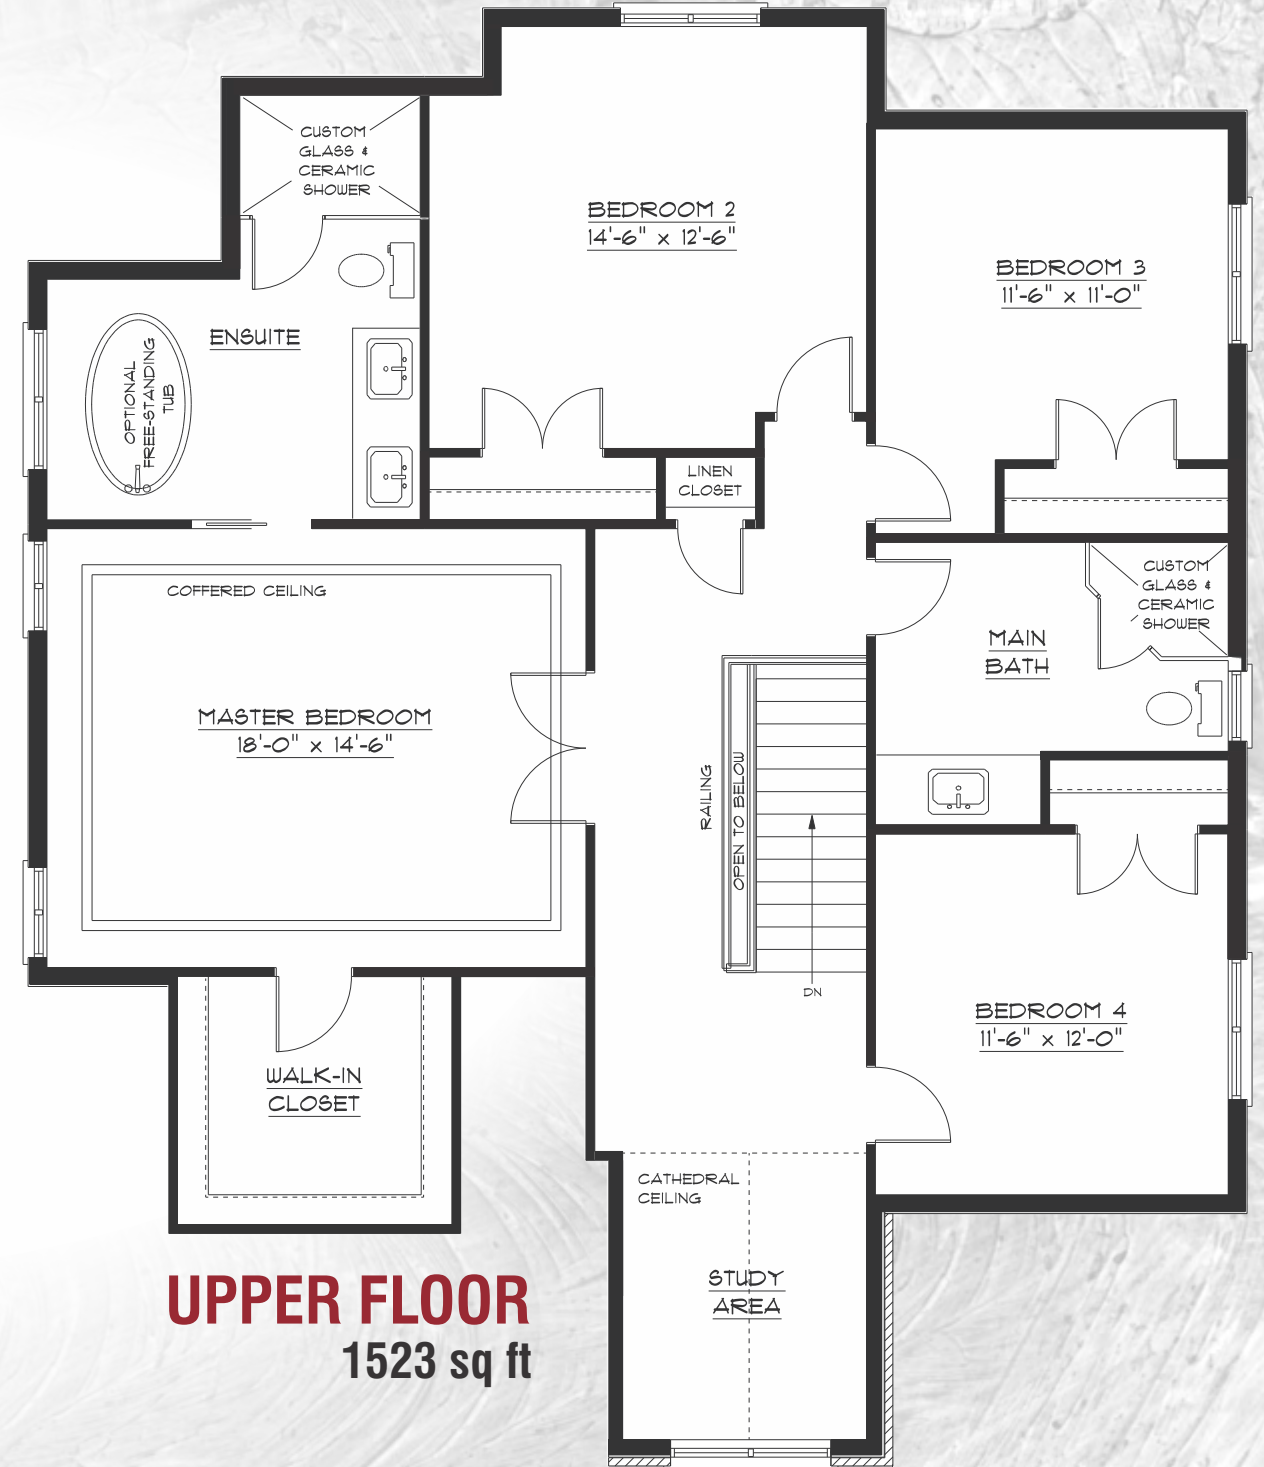 CUSTOM
GLASS &
CERAMIC
SHOWER
BEDROOM 2
14'-6" x 12'-6"
BEDROOM 3
11'-6" x 11'-0"
ENSUITE
OPTIONAL
FREE-STANDING
TUB
LINEN
CLOSET
COFFERED CEILING
CUSTOM
GLASS &
CERAMIC
SHOWER
MAIN
BATH
MASTER BEDROOM
18'-0" x 14'-6"
RAILING
OPEN TO BELOW
DN
BEDROOM 4
11'-6" x 12'-0"
WALK-IN
CLOSET
CATHEDRAL
CEILING
STUDY
AREA
UPPER FLOOR
1523 sq ft